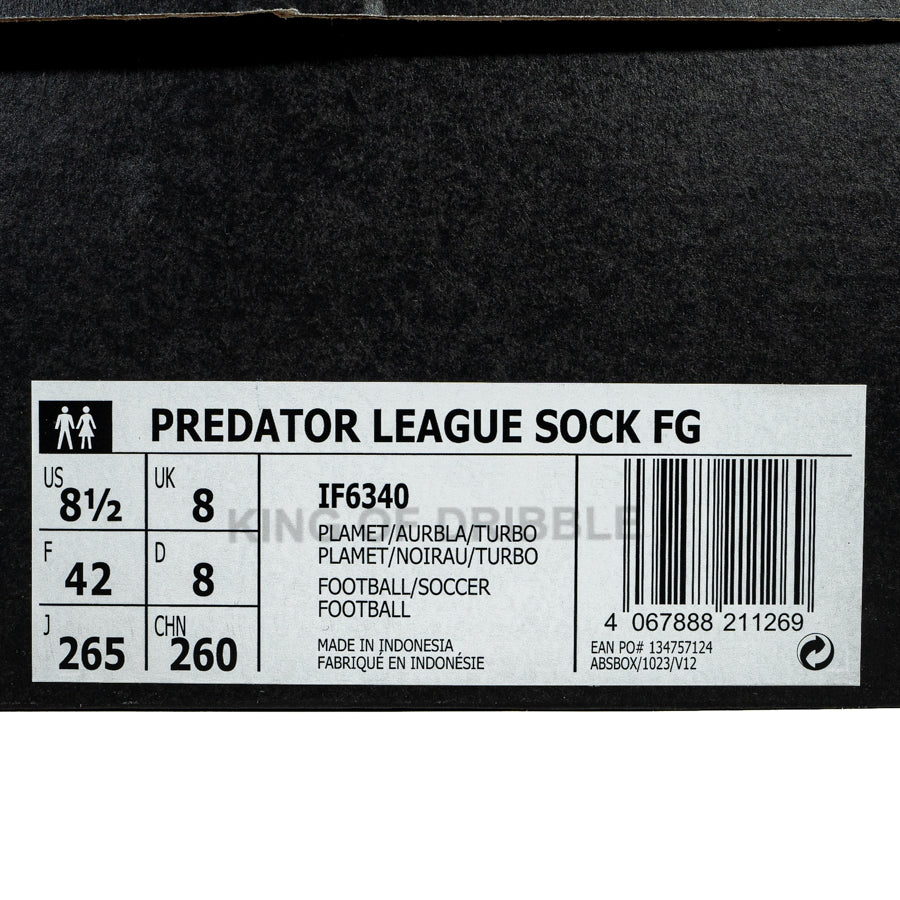 PREDATOR LEAGUE SOCK FG
US 8½
UK 8
F 42
D 8
J 265
CHN 260
IF6340
PLAMET/AURBLA/TURBO
PLAMET/NOIRAU/TURBO
FOOTBALL/SOCCER
FOOTBALL
MADE IN INDONESIA
FABRIQUÉ EN INDONÉSIE
4 067888 211269
EAN PO# 134757124
ABSBOX/1023/V12
KING OF DRIBBLE